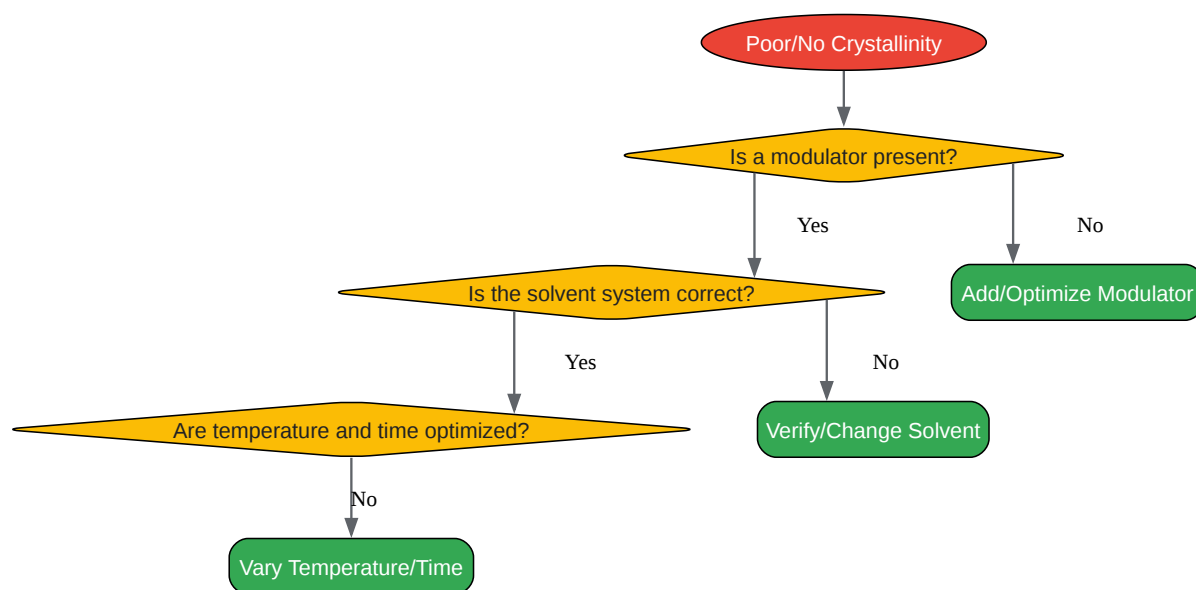 Poor/No Crystallinity
Is a modulator present?
Yes
No
Is the solvent system correct?
Add/Optimize Modulator
Yes
No
Are temperature and time optimized?
Verify/Change Solvent
No
Vary Temperature/Time